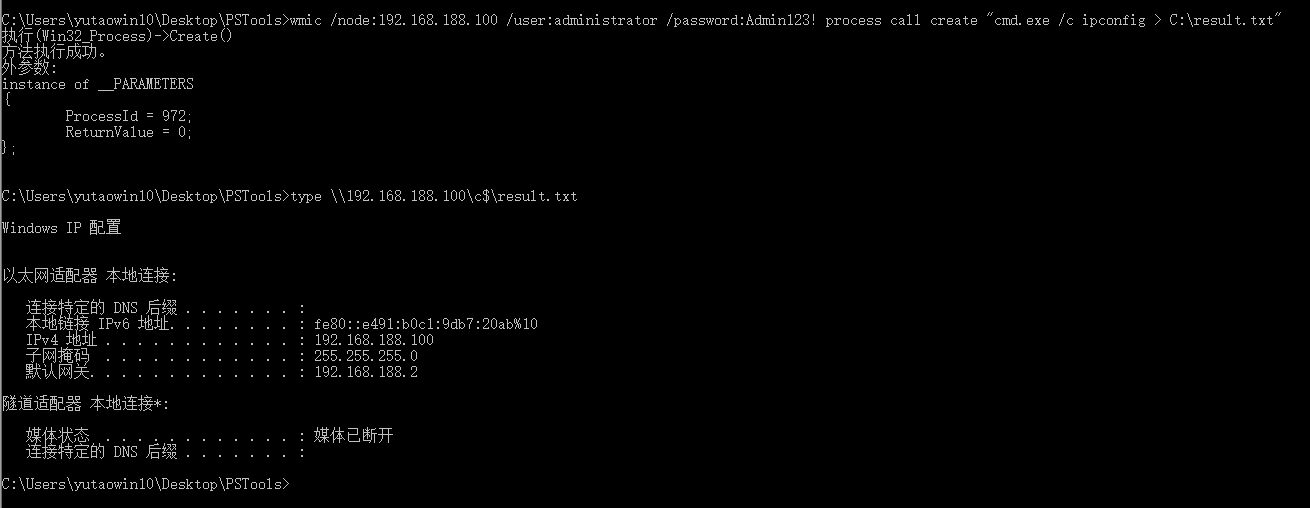 C:\Users\yutaowin10\Desktop\PSTools>wmic /node:192.168.188.100 /user:administrator /password:Admin123! process call create "cmd.exe /c ipconfig > C:\result.txt"
执行(Win32_Process)->Create()
方法执行成功。
外参数:
instance of __PARAMETERS
{
ProcessId = 972;
ReturnValue = 0;
};
C:\Users\yutaowin10\Desktop\PSTools>type \\192.168.188.100\c$\result.txt
Windows IP 配置
以太网适配器 本地连接:
连接特定的 DNS 后缀 . . . . . . . :
本地链接 IPv6 地址. . . . . . . . : fe80::e491:b0c1:9db7:20ab%10
IPv4 地址 . . . . . . . . . . . . : 192.168.188.100
子网掩码 . . . . . . . . . . . . : 255.255.255.0
默认网关. . . . . . . . . . . . . : 192.168.188.2
隧道适配器 本地连接*:
媒体状态 . . . . . . . . . . . . : 媒体已断开
连接特定的 DNS 后缀 . . . . . . . :
C:\Users\yutaowin10\Desktop\PSTools>